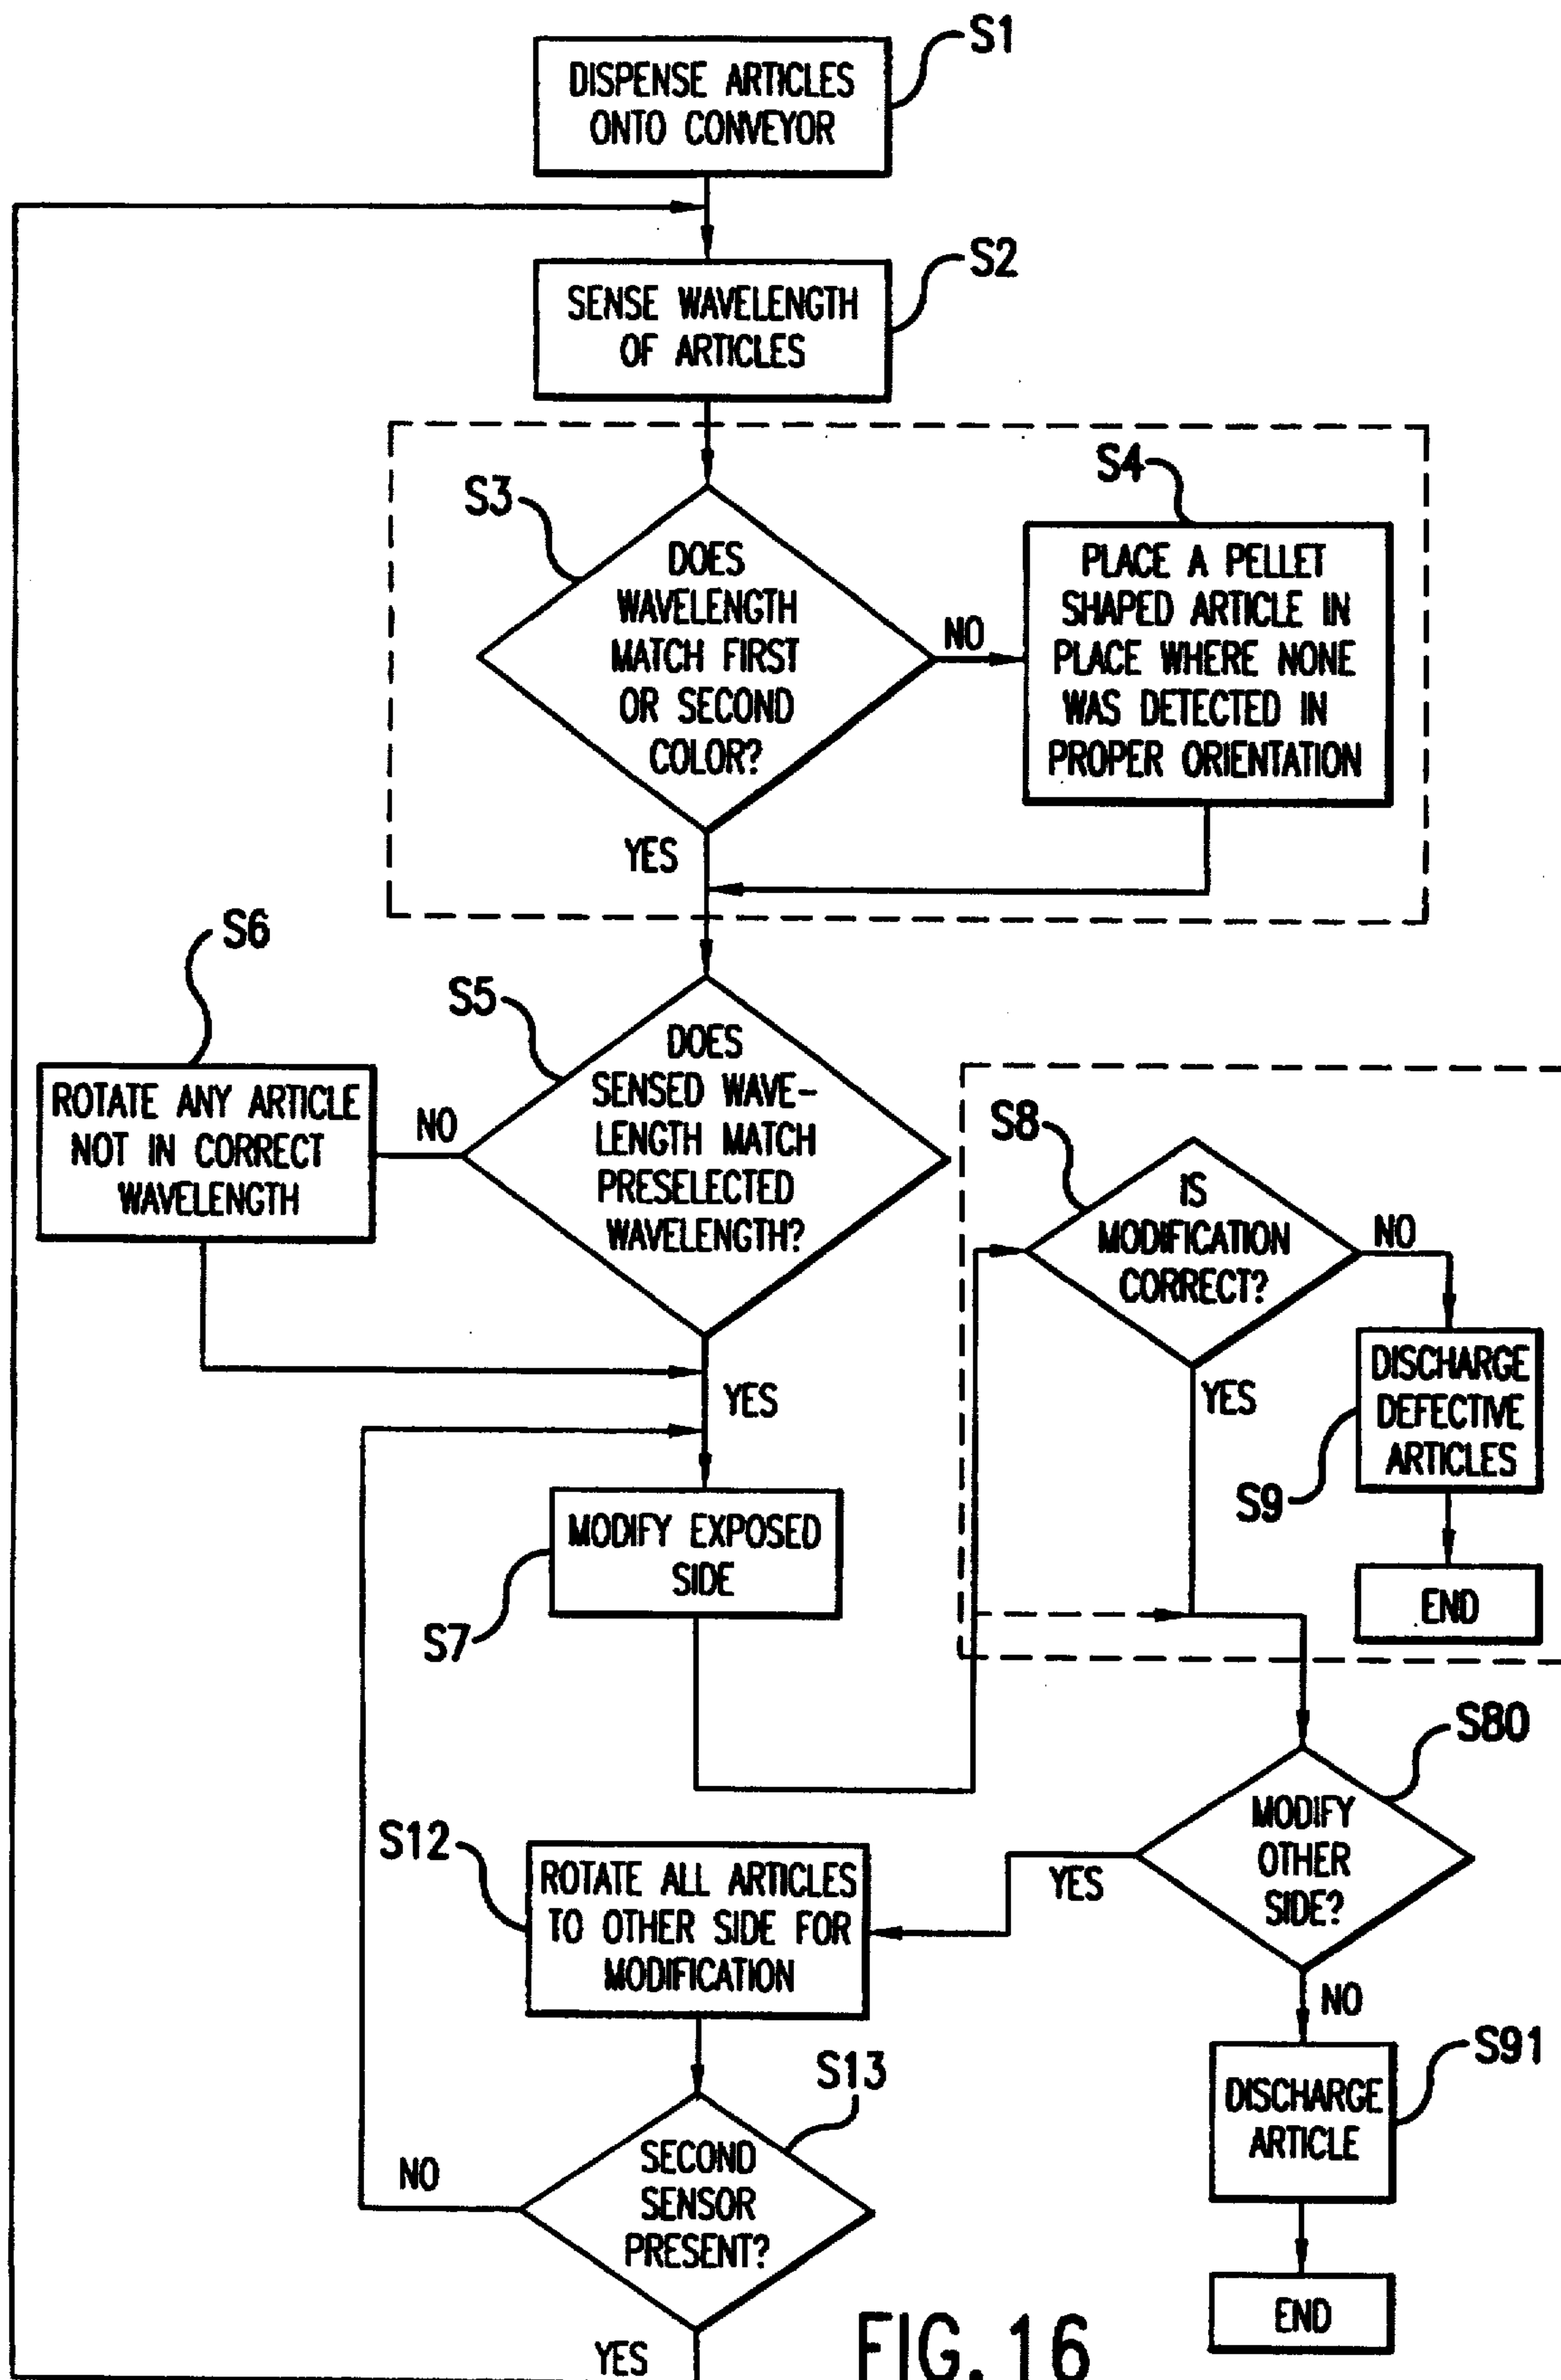 S1
DISPENSE ARTICLES
ONTO CONVEYOR
S2
SENSE WAVELENGTH
OF ARTICLES
S3
DOES
WAVELENGTH
MATCH FIRST
OR SECOND
COLOR?
NO
YES
S4
PLACE A PELLET
SHAPED ARTICLE IN
PLACE WHERE NONE
WAS DETECTED IN
PROPER ORIENTATION
S5
DOES
SENSED WAVE-
LENGTH MATCH
PRESELECTED
WAVELENGTH?
NO
YES
S6
ROTATE ANY ARTICLE
NOT IN CORRECT
WAVELENGTH
S7
MODIFY EXPOSED
SIDE
S8
IS
MODIFICATION
CORRECT?
NO
YES
S9
DISCHARGE
DEFECTIVE
ARTICLES
END
S80
MODIFY
OTHER
SIDE?
YES
NO
S12
ROTATE ALL ARTICLES
TO OTHER SIDE FOR
MODIFICATION
S13
SECOND
SENSOR
PRESENT?
NO
YES
S91
DISCHARGE
ARTICLE
END
FIG. 16